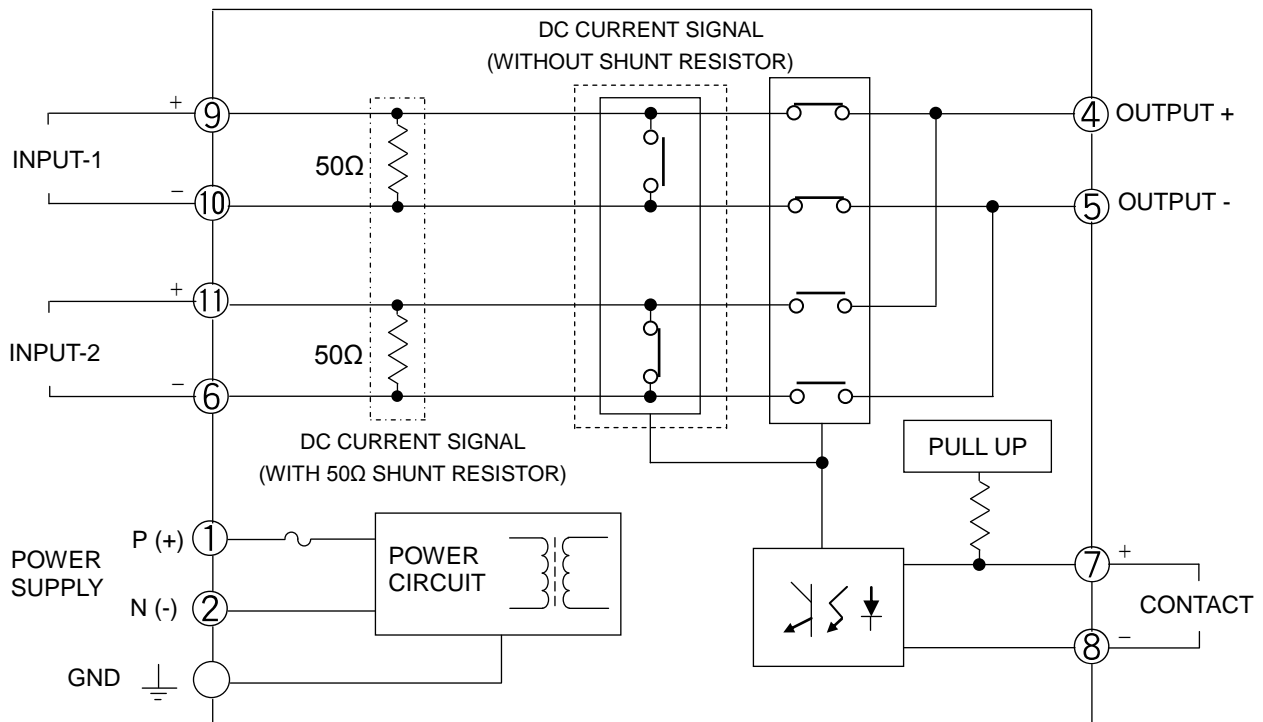 DC CURRENT SIGNAL
(WITHOUT SHUNT RESISTOR)
+
9
4
OUTPUT +
INPUT-1
50Ω
−
10
5
OUTPUT -
+
11
INPUT-2
50Ω
−
6
DC CURRENT SIGNAL
(WITH 50Ω SHUNT RESISTOR)
PULL UP
POWER
SUPPLY
P (+)
1
N (-)
2
GND
POWER
CIRCUIT
7
+
CONTACT
8
−